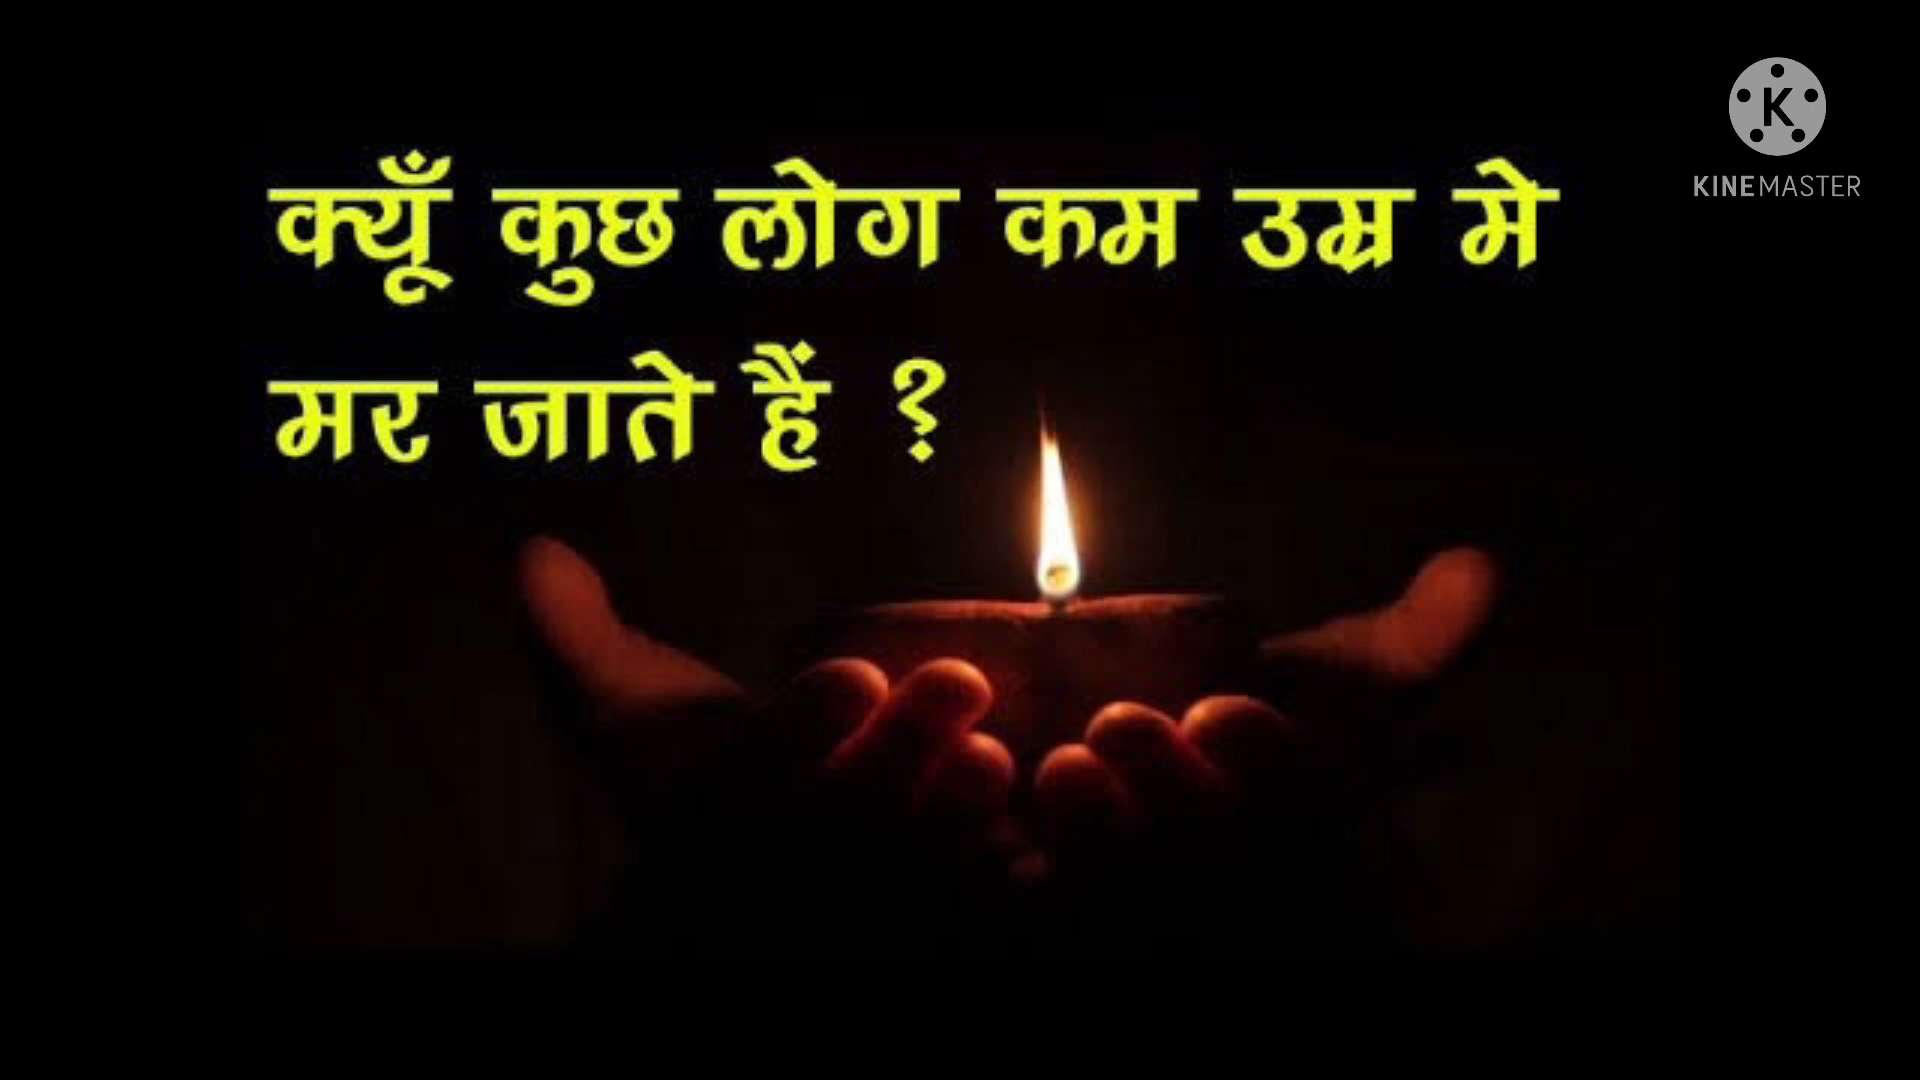 क्यूँ कुछ लोग कम उम्र मे
मर जाते हैं ?
K
KINEMASTER